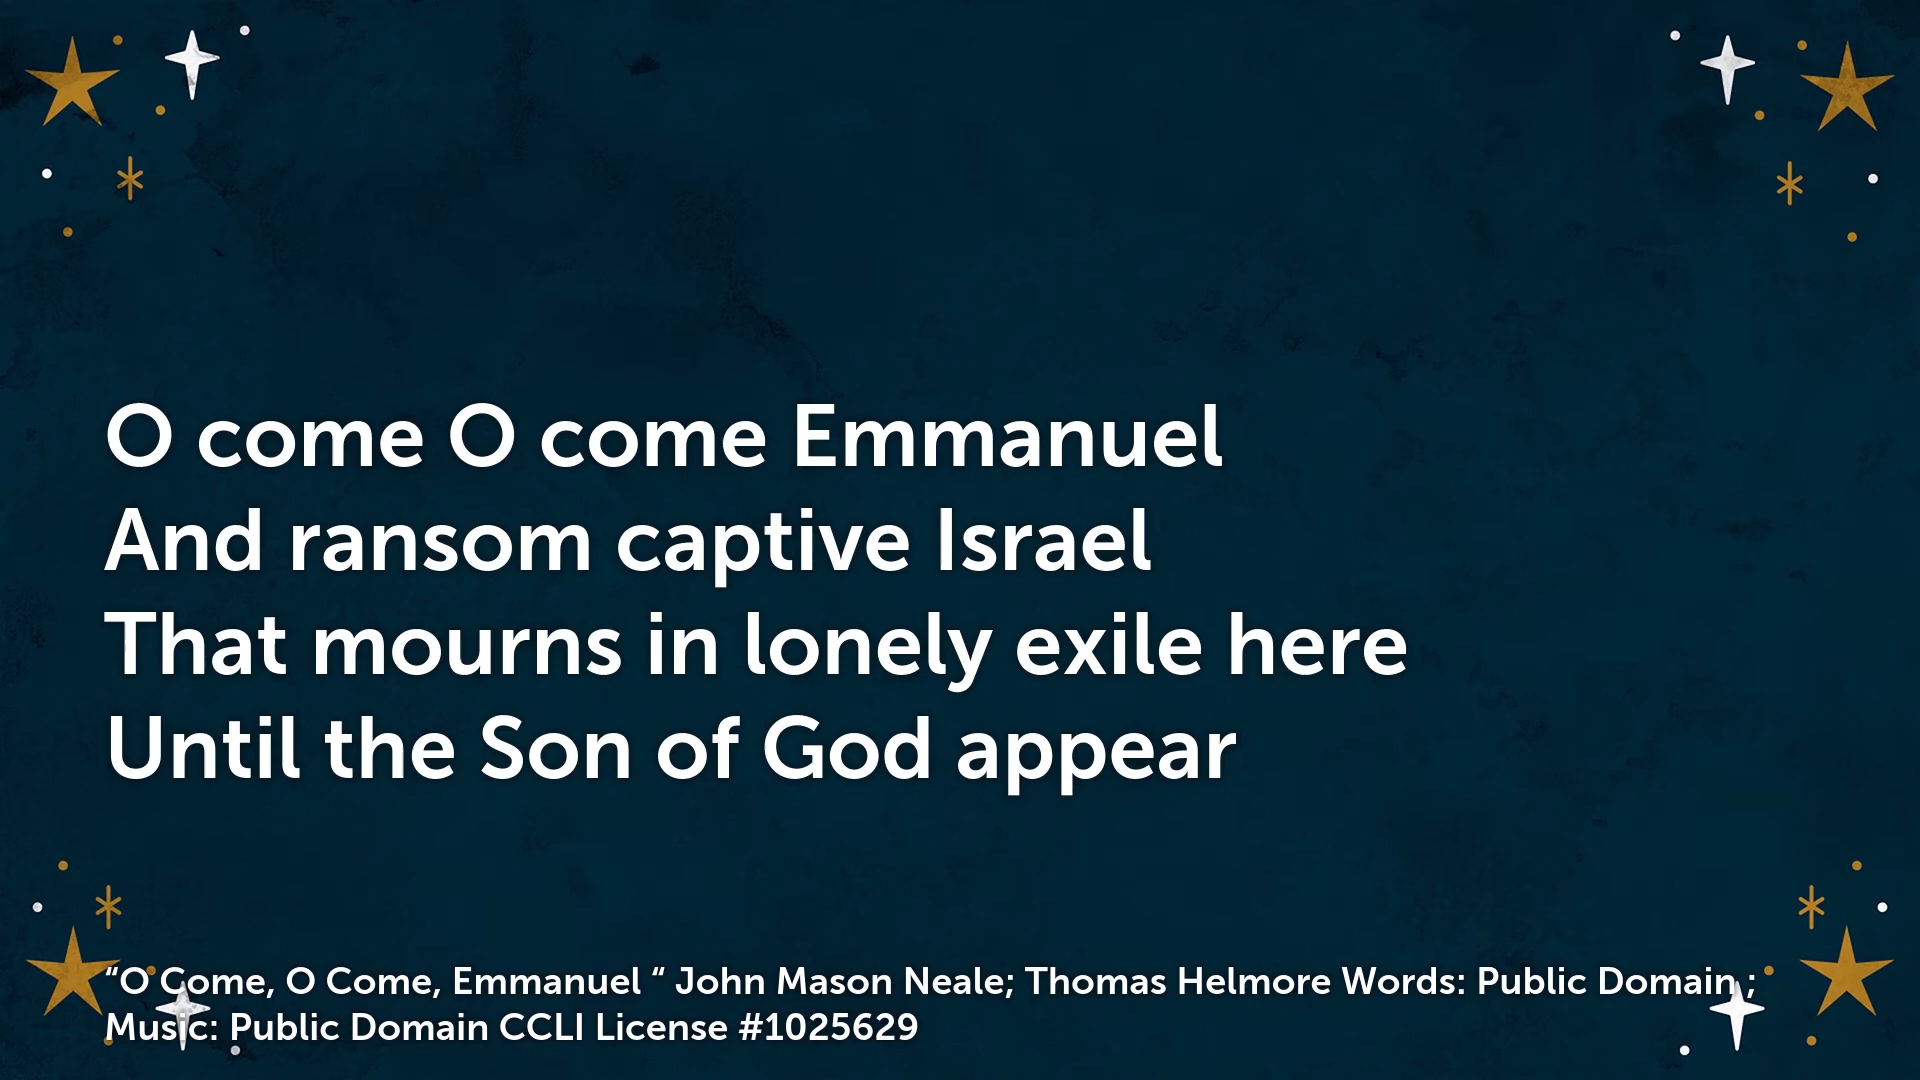 O come O come Emmanuel
And ransom captive Israel
That mourns in lonely exile here
Until the Son of God appear
“O Come, O Come, Emmanuel “ John Mason Neale; Thomas Helmore Words: Public Domain ;
Music: Public Domain CCLI License #1025629